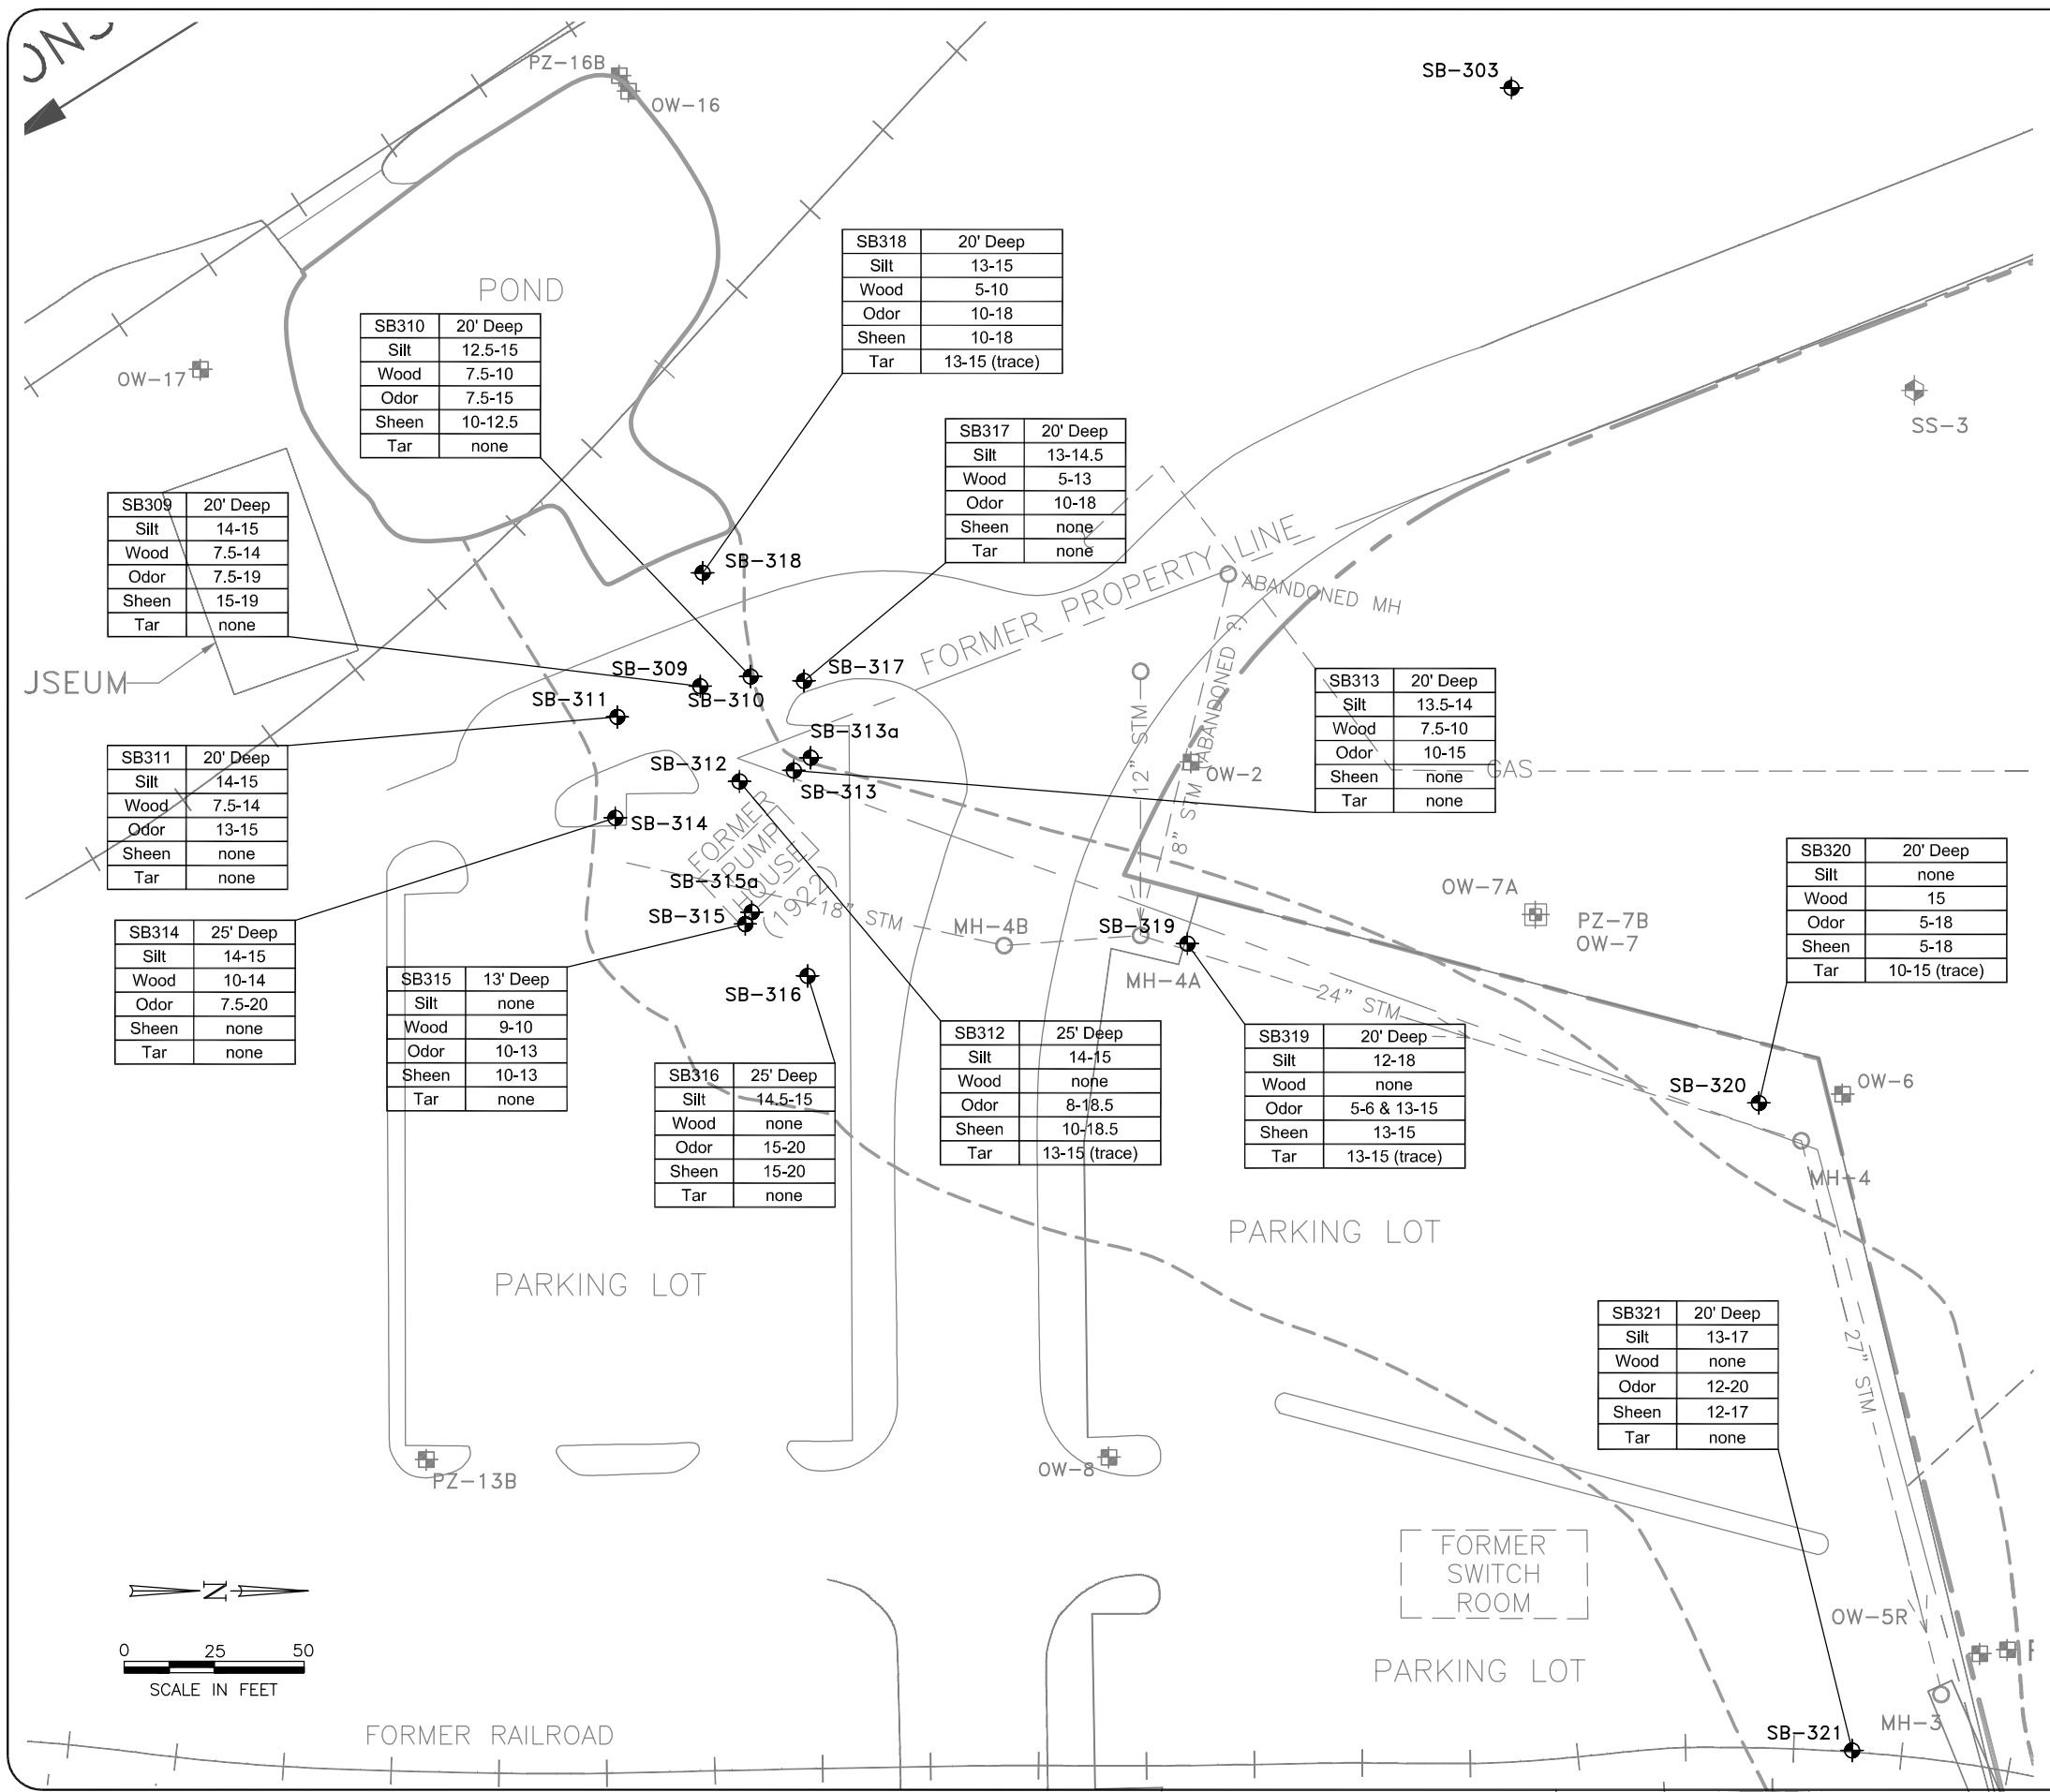 ONS
PZ-16B
OW-16
SB-303
POND
OW-17
SS-3
SB318 20' Deep
Silt 13-15
Wood 5-10
Odor 10-18
Sheen 10-18
Tar 13-15 (trace)
SB310 20' Deep
Silt 12.5-15
Wood 7.5-10
Odor 7.5-15
Sheen 10-12.5
Tar none
SB317 20' Deep
Silt 13-14.5
Wood 5-13
Odor 10-18
Sheen none
Tar none
SB309 20' Deep
Silt 14-15
Wood 7.5-14
Odor 7.5-19
Sheen 15-19
Tar none
SB-318
FORMER PROPERTY LINE
ABANDONED MH
JSEUM
SB-309
SB-310
SB-317
SB-311
SB-313a
SB-312
SB-313
SB-314
12" STM
8" STM (ABANDONED ?)
OW-2
GAS
SB313 20' Deep
Silt 13.5-14
Wood 7.5-10
Odor 10-15
Sheen none
Tar none
SB311 20' Deep
Silt 14-15
Wood 7.5-14
Odor 13-15
Sheen none
Tar none
FORMER
PUMP
HOUSE
(1922)
SB-315a
SB-315
18" STM
MH-4B
SB-319
MH-4A
OW-7A
PZ-7B
OW-7
SB320 20' Deep
Silt none
Wood 15
Odor 5-18
Sheen 5-18
Tar 10-15 (trace)
SB314 25' Deep
Silt 14-15
Wood 10-14
Odor 7.5-20
Sheen none
Tar none
SB315 13' Deep
Silt none
Wood 9-10
Odor 10-13
Sheen 10-13
Tar none
SB-316
24" STM
SB316 25' Deep
Silt 14.5-15
Wood none
Odor 15-20
Sheen 15-20
Tar none
SB312 25' Deep
Silt 14-15
Wood none
Odor 8-18.5
Sheen 10-18.5
Tar 13-15 (trace)
SB319 20' Deep
Silt 12-18
Wood none
Odor 5-6 & 13-15
Sheen 13-15
Tar 13-15 (trace)
SB-320
OW-6
MH-4
PARKING LOT
PARKING LOT
27" STM
SB321 20' Deep
Silt 13-17
Wood none
Odor 12-20
Sheen 12-17
Tar none
PZ-13B
OW-8
FORMER
SWITCH
ROOM
OW-5R
PARKING LOT
N
0 25 50
SCALE IN FEET
FORMER RAILROAD
SB-321
MH-3